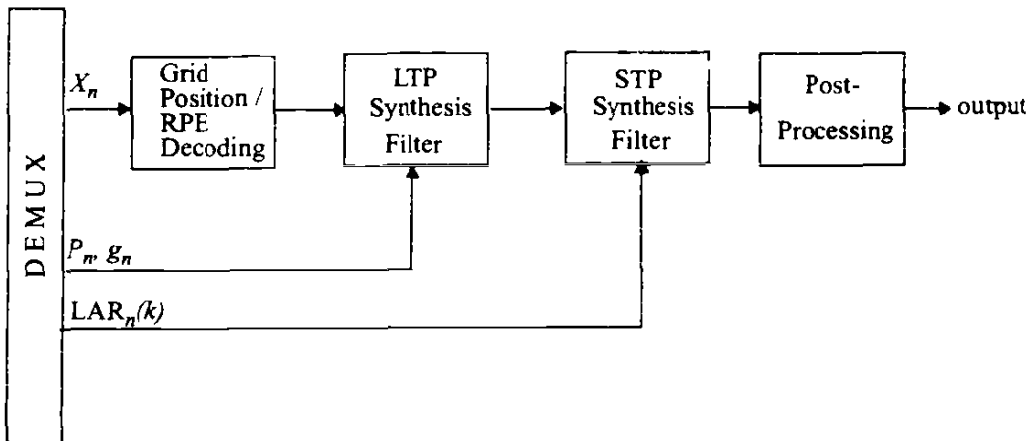 DEMUX
Xn
Grid
Position /
RPE
Decoding
LTP
Synthesis
Filter
STP
Synthesis
Filter
Post-
Processing
output
Pn, gn
LARn(k)